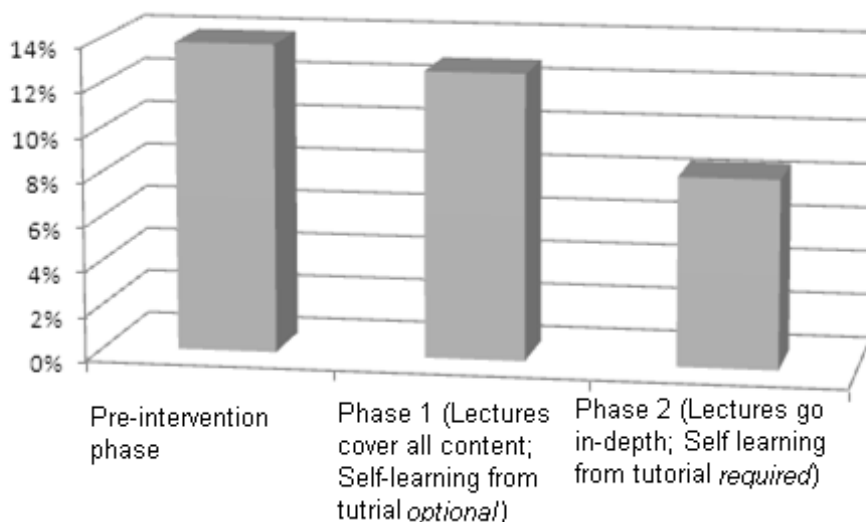 14%
12%
10%
8%
6%
4%
2%
0%
Pre-intervention
phase
Phase 1 (Lectures
cover all content;
Self-learning from
tutrial optional)
Phase 2 (Lectures go
in-depth; Self learning
from tutorial required)